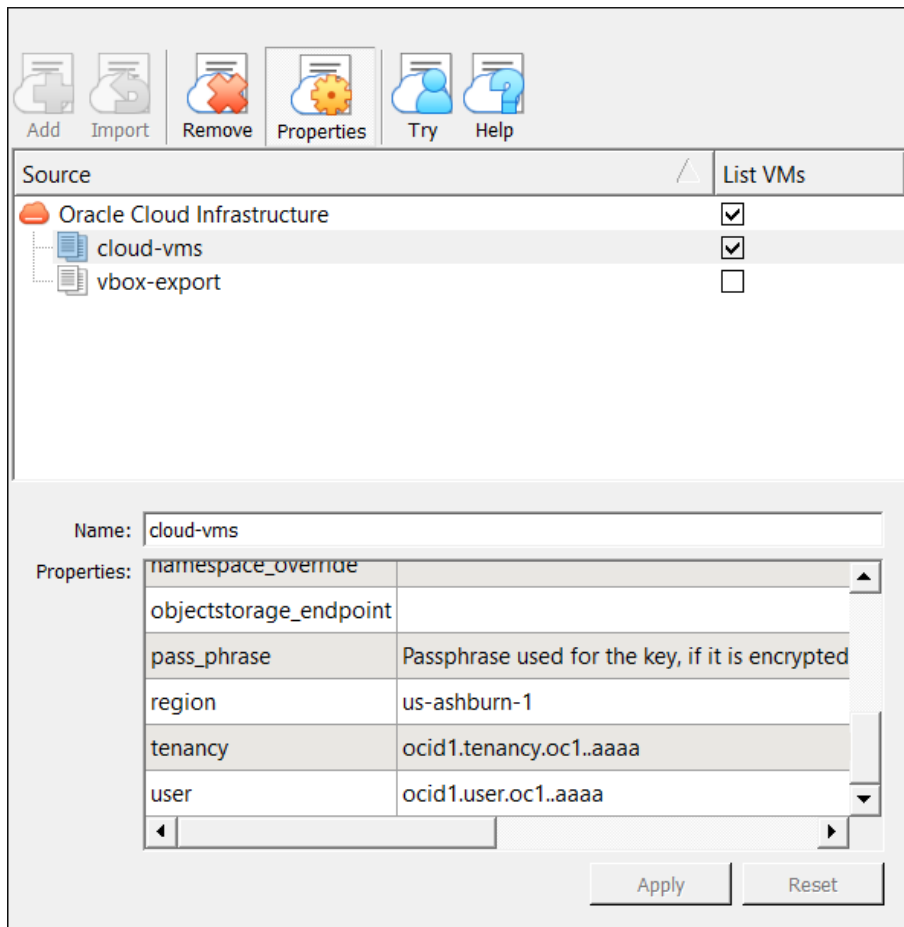 Add Import Remove Properties Try Help
Source List VMs
Oracle Cloud Infrastructure
cloud-vms
vbox-export
Name: cloud-vms
Properties: namespace_override
objectstorage_endpoint
pass_phrase Passphrase used for the key, if it is encrypted
region us-ashburn-1
tenancy ocid1.tenancy.oc1..aaaa
user ocid1.user.oc1..aaaa
Apply Reset